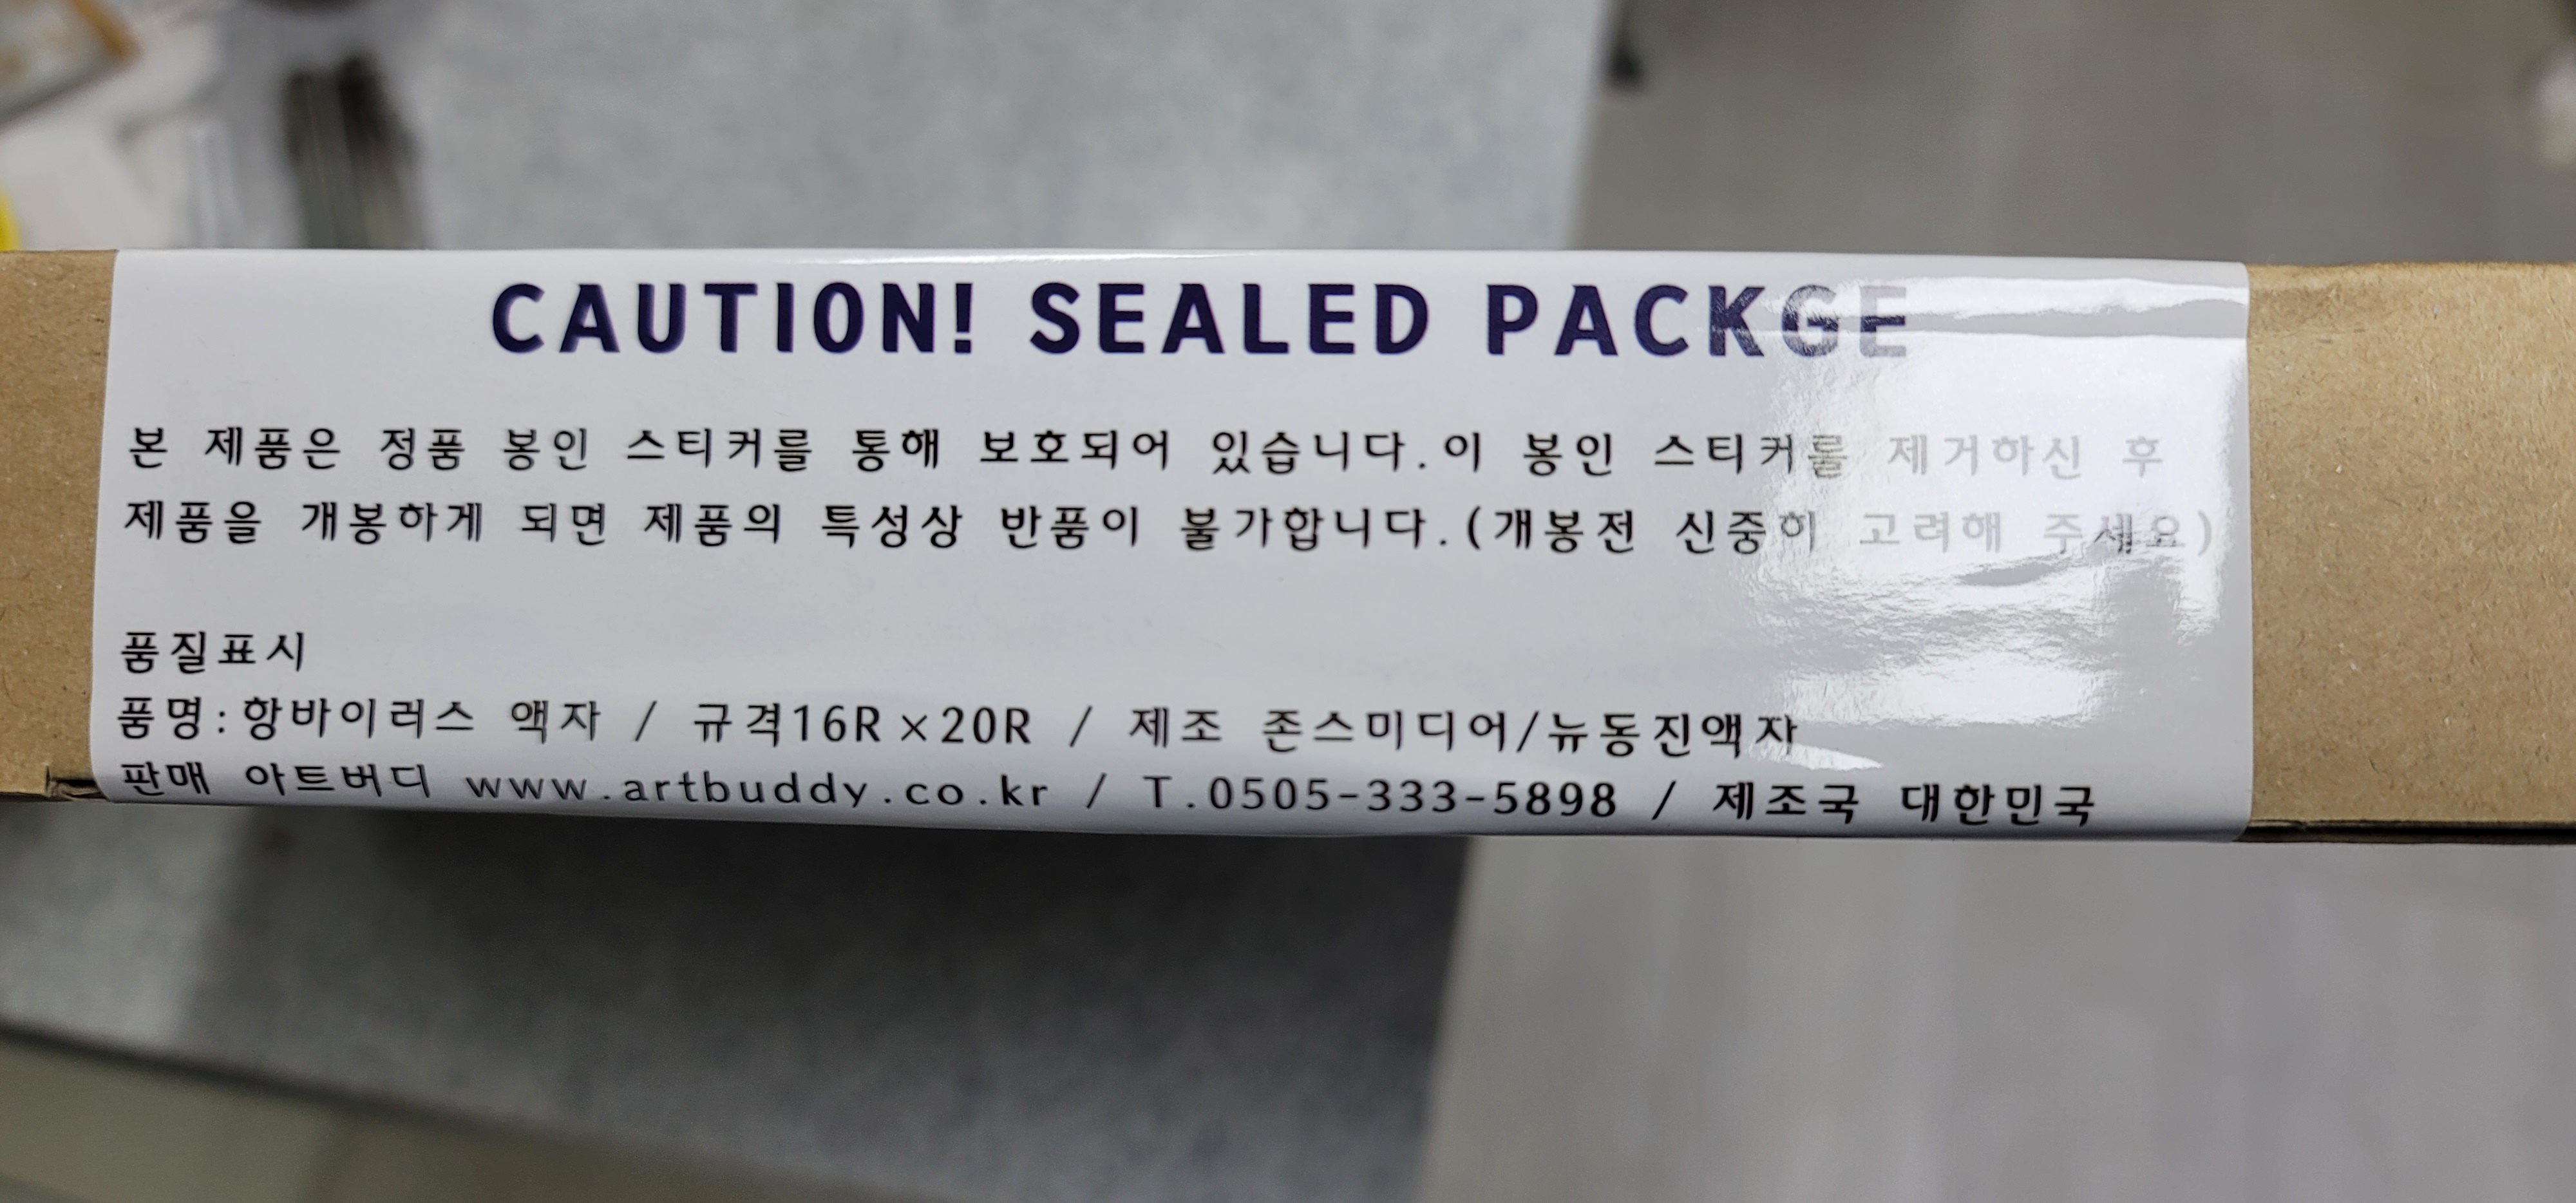 CAUTION! SEALED PACKGE
본 제품은 정품 봉인 스티커를 통해 보호되어 있습니다.이 봉인 스티커를 제거하신 후
제품을 개봉하게 되면 제품의 특성상 반품이 불가합니다.(개봉전 신중히 고려해 주세요)
품질표시
품명:항바이러스 액자 / 규격16R×20R / 제조 존스미디어/뉴동진액자
판매 아트버디 www.artbuddy.co.kr / T.0505-333-5898 / 제조국 대한민국